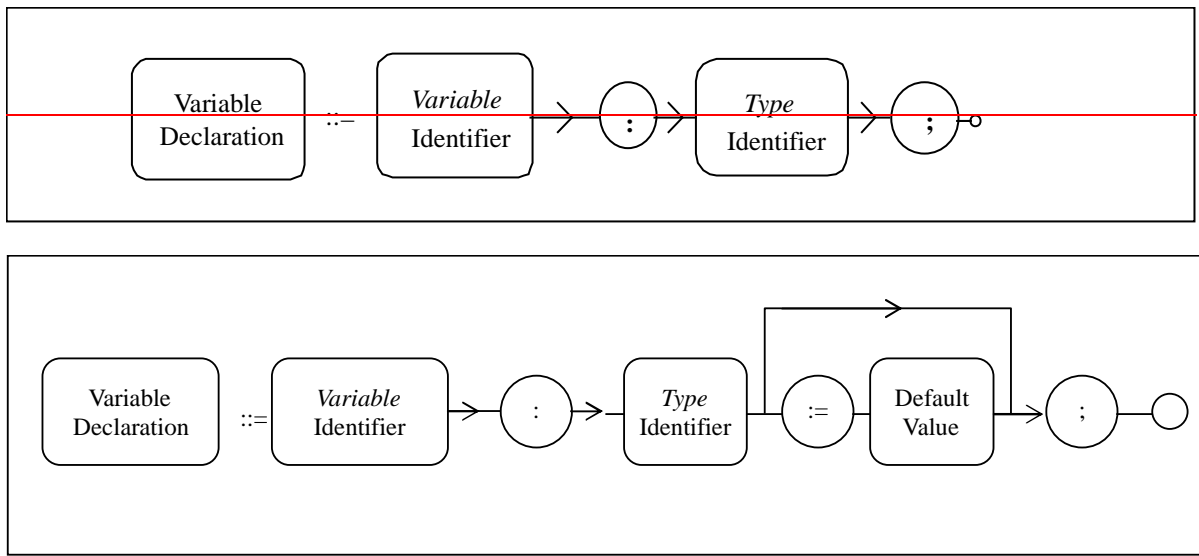 Variable
Declaration
::=
Variable
Identifier
:
Type
Identifier
;
Variable
Declaration
::=
Variable
Identifier
:
Type
Identifier
:=
Default
Value
;